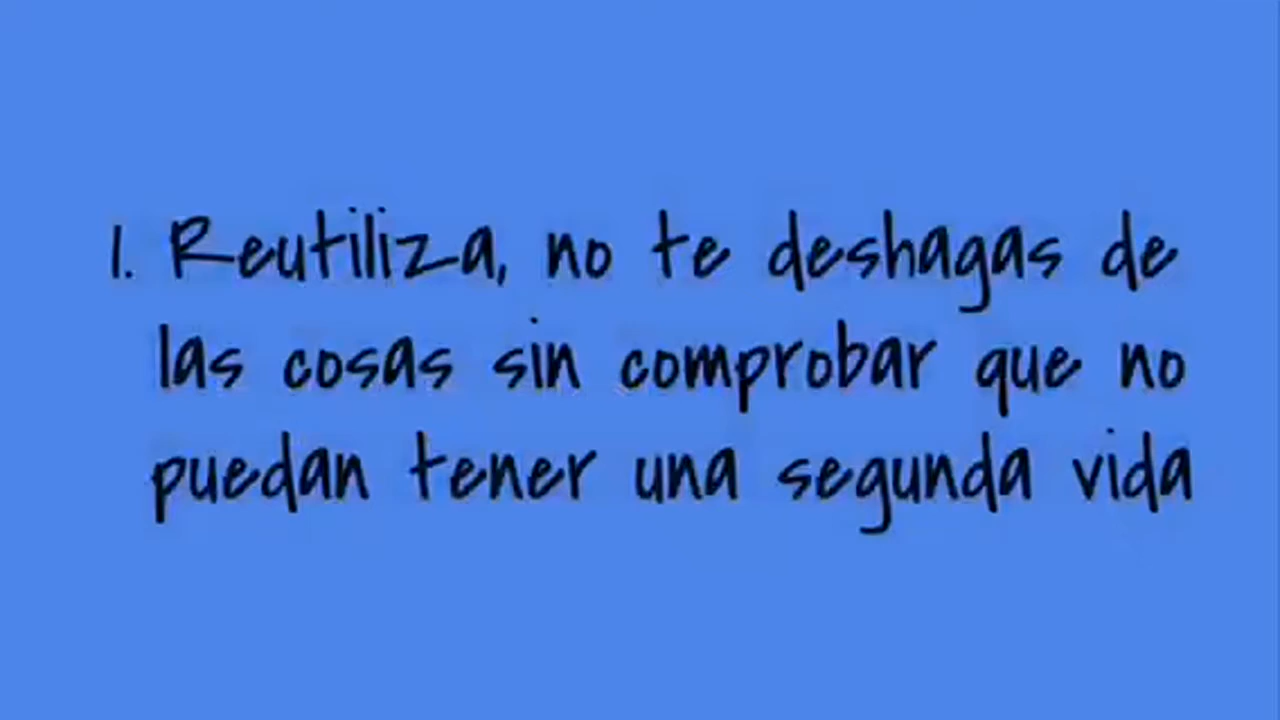 1. Reutiliza, no te deshagas de
las cosas sin comprobar que no
puedan tener una segunda vida